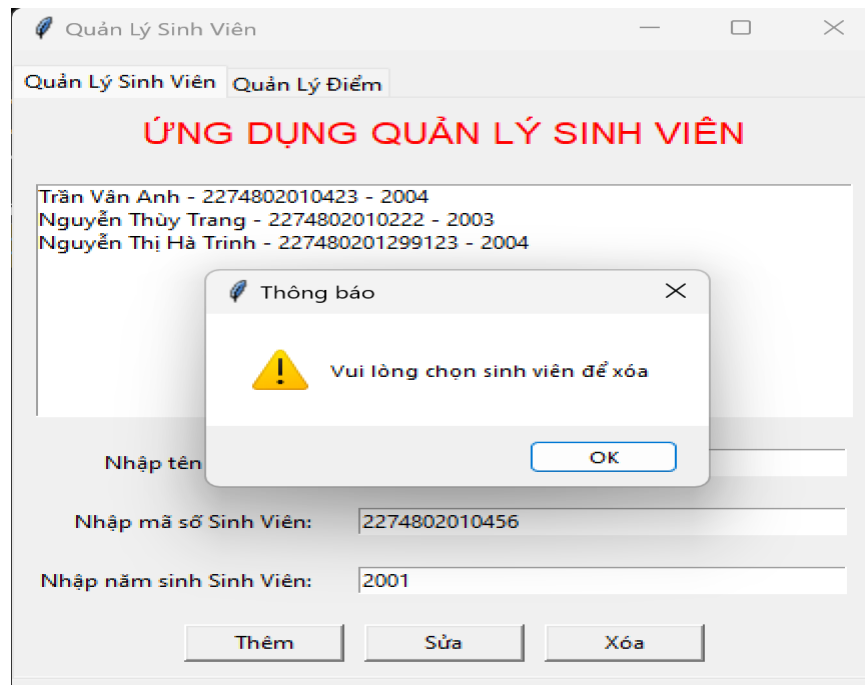 Quản Lý Sinh Viên
Quản Lý Sinh Viên Quản Lý Điểm
ỨNG DỤNG QUẢN LÝ SINH VIÊN
Trần Vân Anh - 2274802010423 - 2004
Nguyễn Thùy Trang - 2274802010222 - 2003
Nguyễn Thị Hà Trinh - 227480201299123 - 2004
Thông báo
Vui lòng chọn sinh viên để xóa
OK
Nhập tên
Nhập mã số Sinh Viên: 2274802010456
Nhập năm sinh Sinh Viên: 2001
Thêm Sửa Xóa